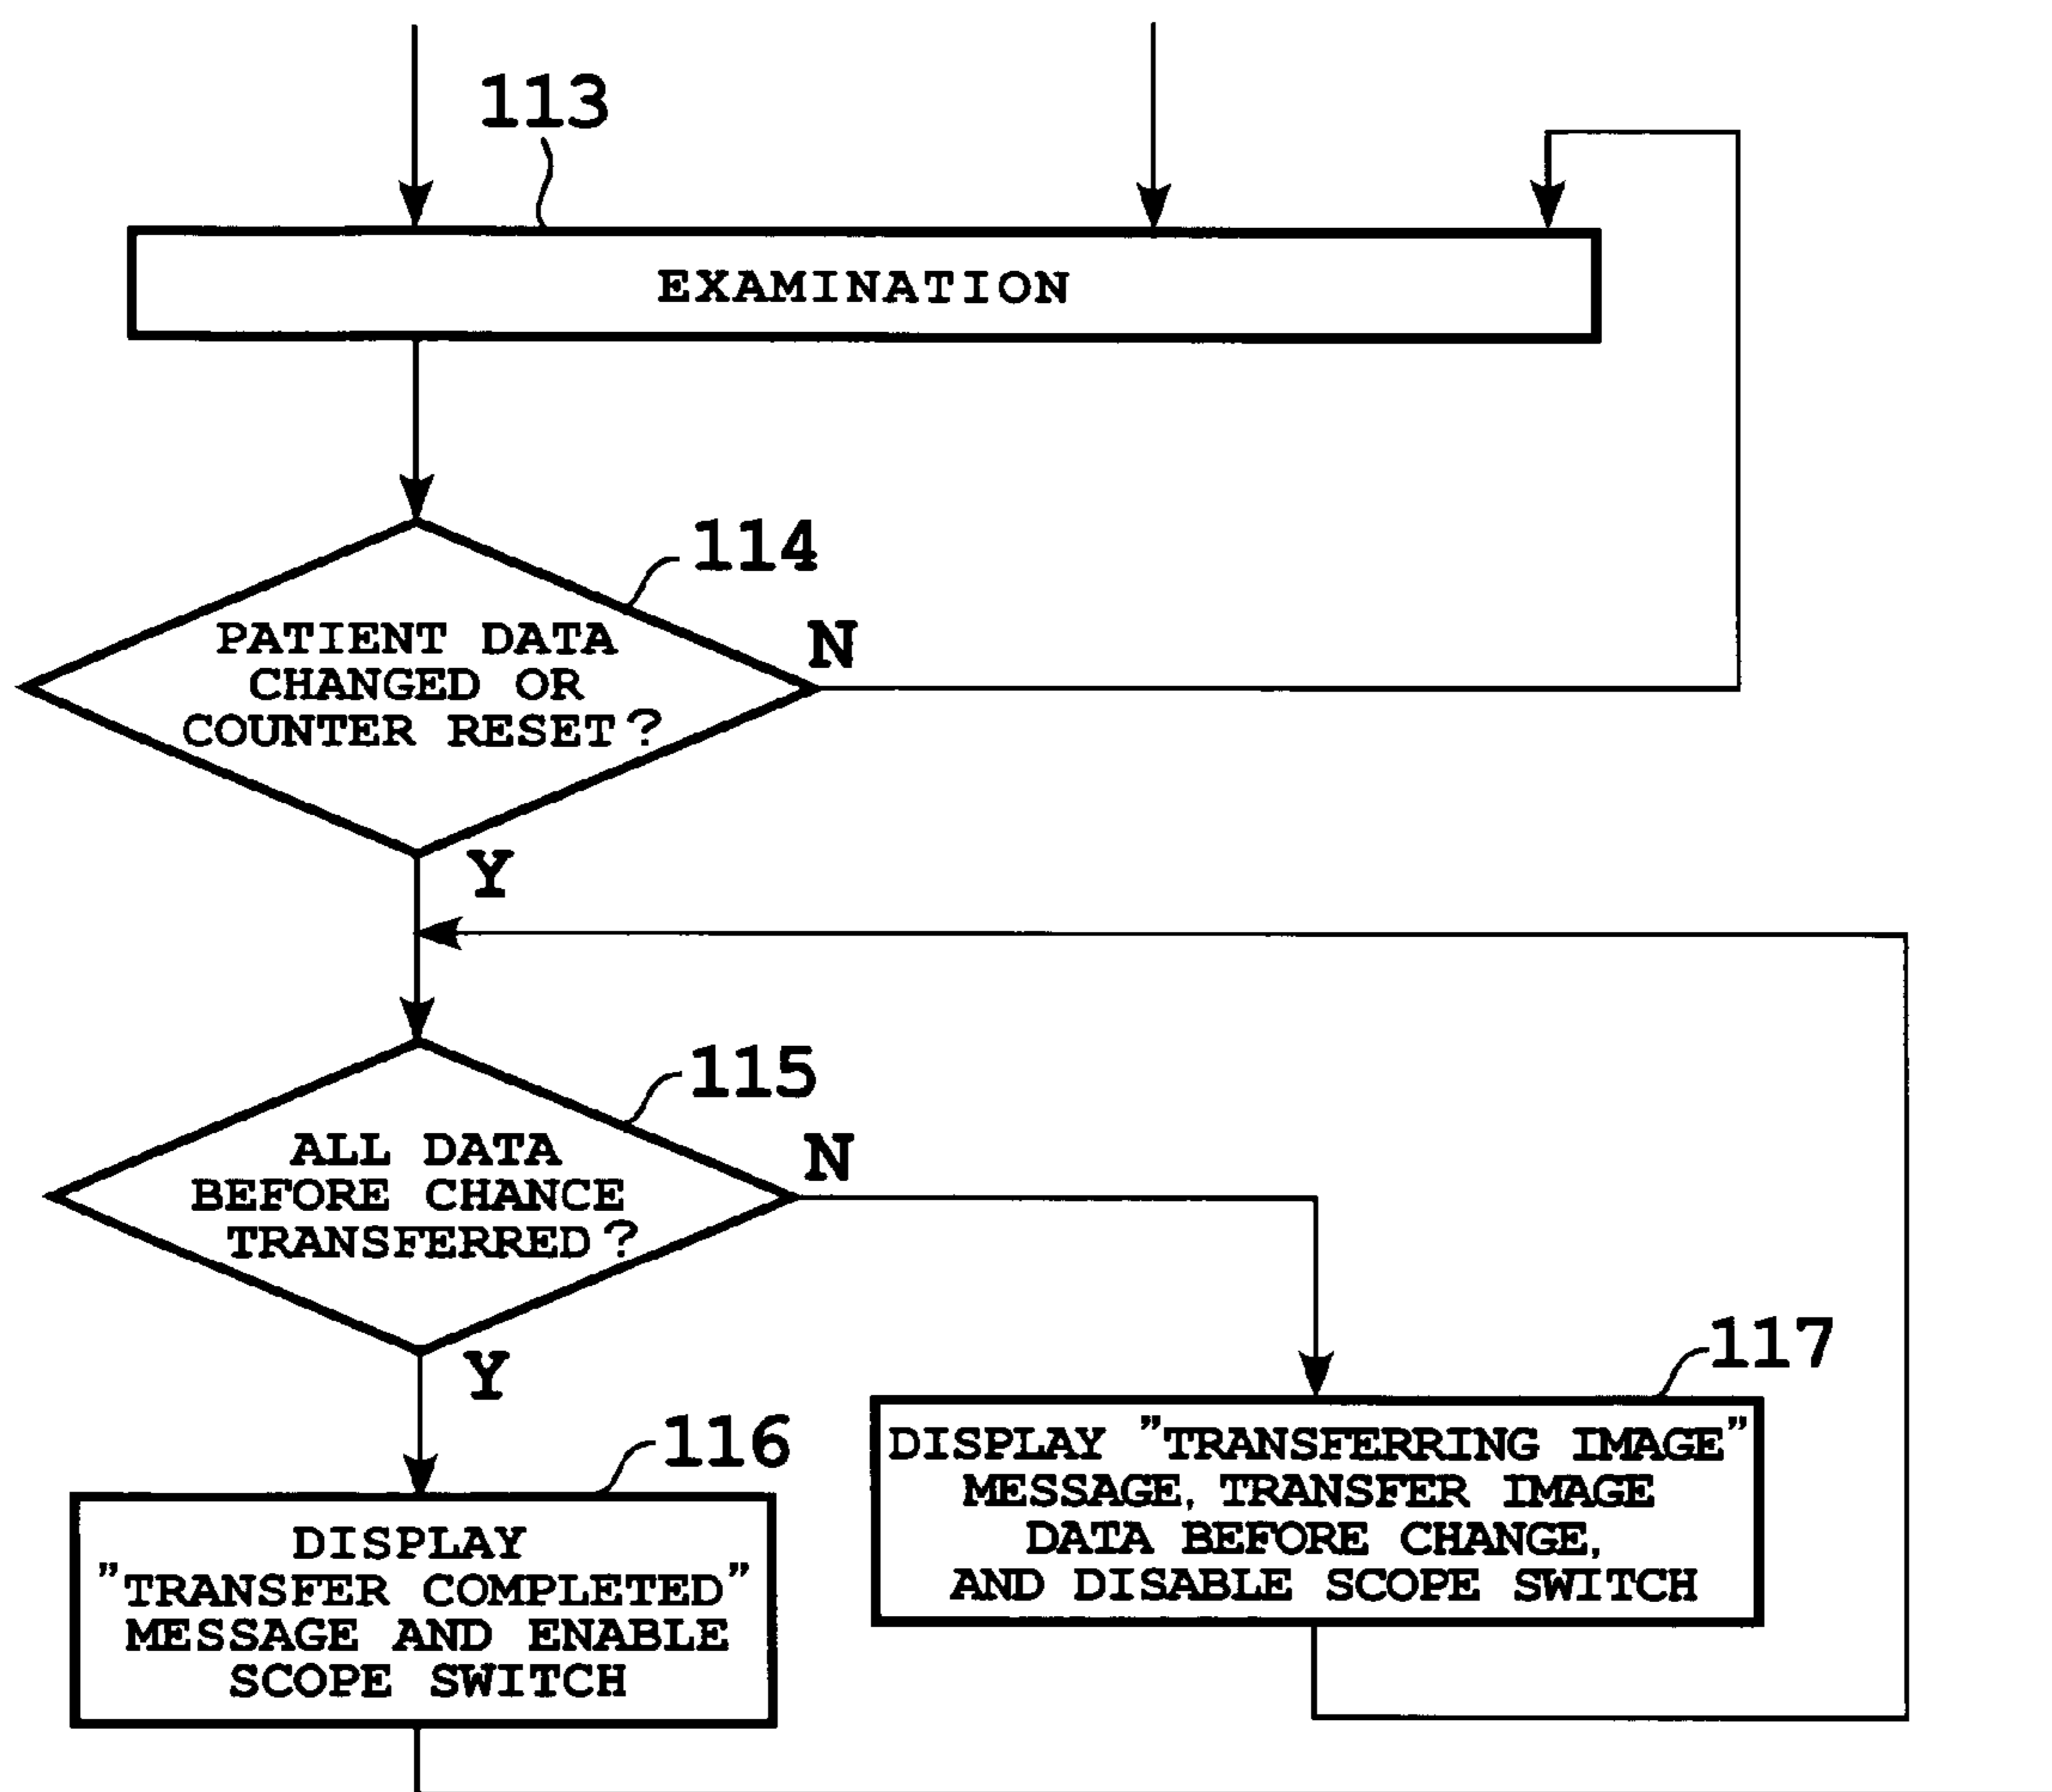 113
EXAMINATION
114
PATIENT DATA
CHANGED OR
COUNTER RESET?
N
Y
115
ALL DATA
BEFORE CHANCE
TRANSFERRED?
N
Y
116
DISPLAY
"TRANSFER COMPLETED"
MESSAGE AND ENABLE
SCOPE SWITCH
117
DISPLAY "TRANSFERRING IMAGE"
MESSAGE, TRANSFER IMAGE
DATA BEFORE CHANGE,
AND DISABLE SCOPE SWITCH